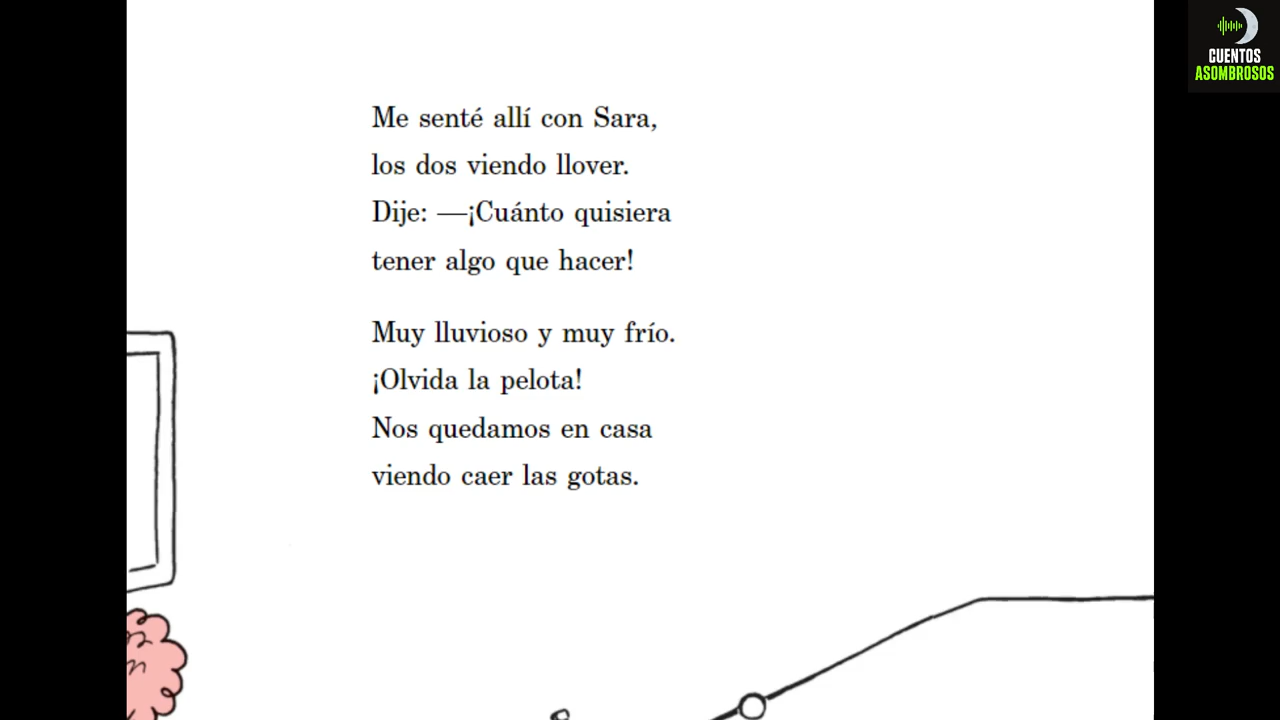 CUENTOS
ASOMBROSOS
Me senté allí con Sara,
los dos viendo llover.
Dije: —¡Cuánto quisiera
tener algo que hacer!
Muy lluvioso y muy frío.
¡Olvida la pelota!
Nos quedamos en casa
viendo caer las gotas.